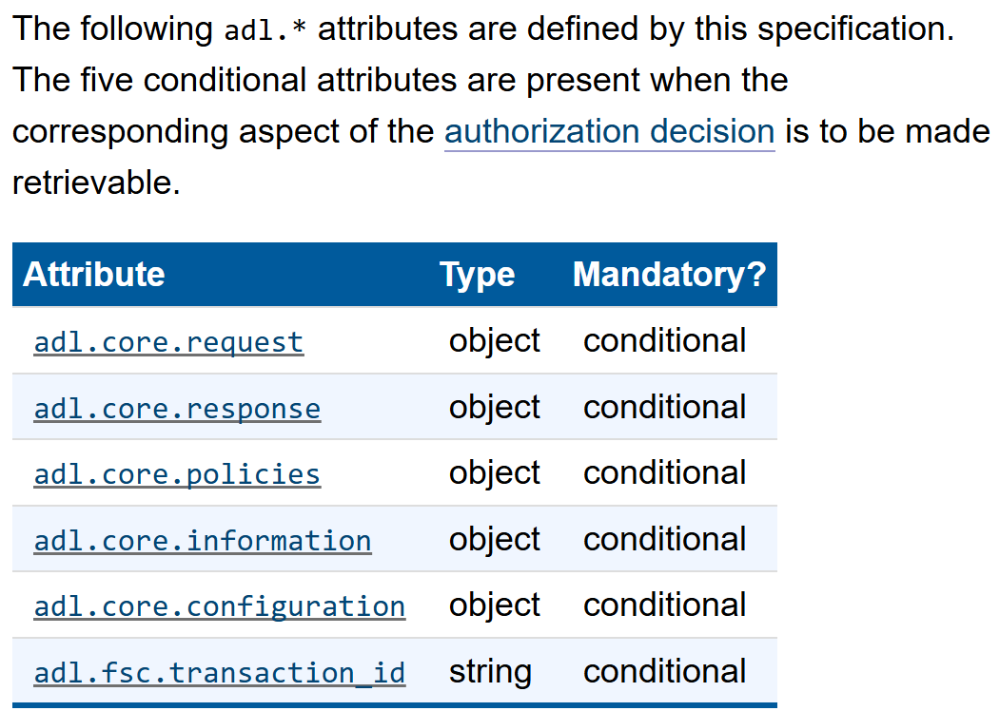 The following adl.* attributes are defined by this specification.
The five conditional attributes are present when the
corresponding aspect of the authorization decision is to be made
retrievable.
Attribute Type Mandatory?
adl.core.request object conditional
adl.core.response object conditional
adl.core.policies object conditional
adl.core.information object conditional
adl.core.configuration object conditional
adl.fsc.transaction_id string conditional